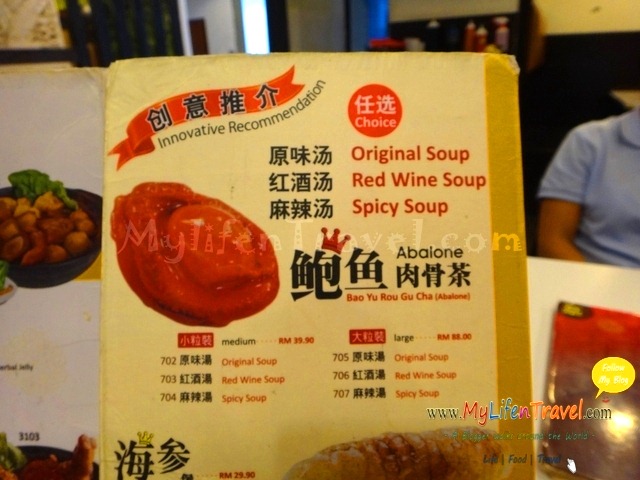 创意推介
Innovative Recommendation
任选
Choice
原味汤 Original Soup
红酒汤 Red Wine Soup
麻辣汤 Spicy Soup
MylifenTravel.com
鲍鱼 Abalone
肉骨茶
Bao Yu Rou Gu Cha (Abalone)
小粒裝 medium RM 39.90
702 原味湯 Original Soup
703 紅酒湯 Red Wine Soup
704 麻辣湯 Spicy Soup
大粒裝 large RM 88.00
705 原味湯 Original Soup
706 紅酒湯 Red Wine Soup
707 麻辣湯 Spicy Soup
海参
RM 29.90
erbal Jelly
3103
Follow
My Blog
www.MyLifenTravel.com
Life | Food | Travel